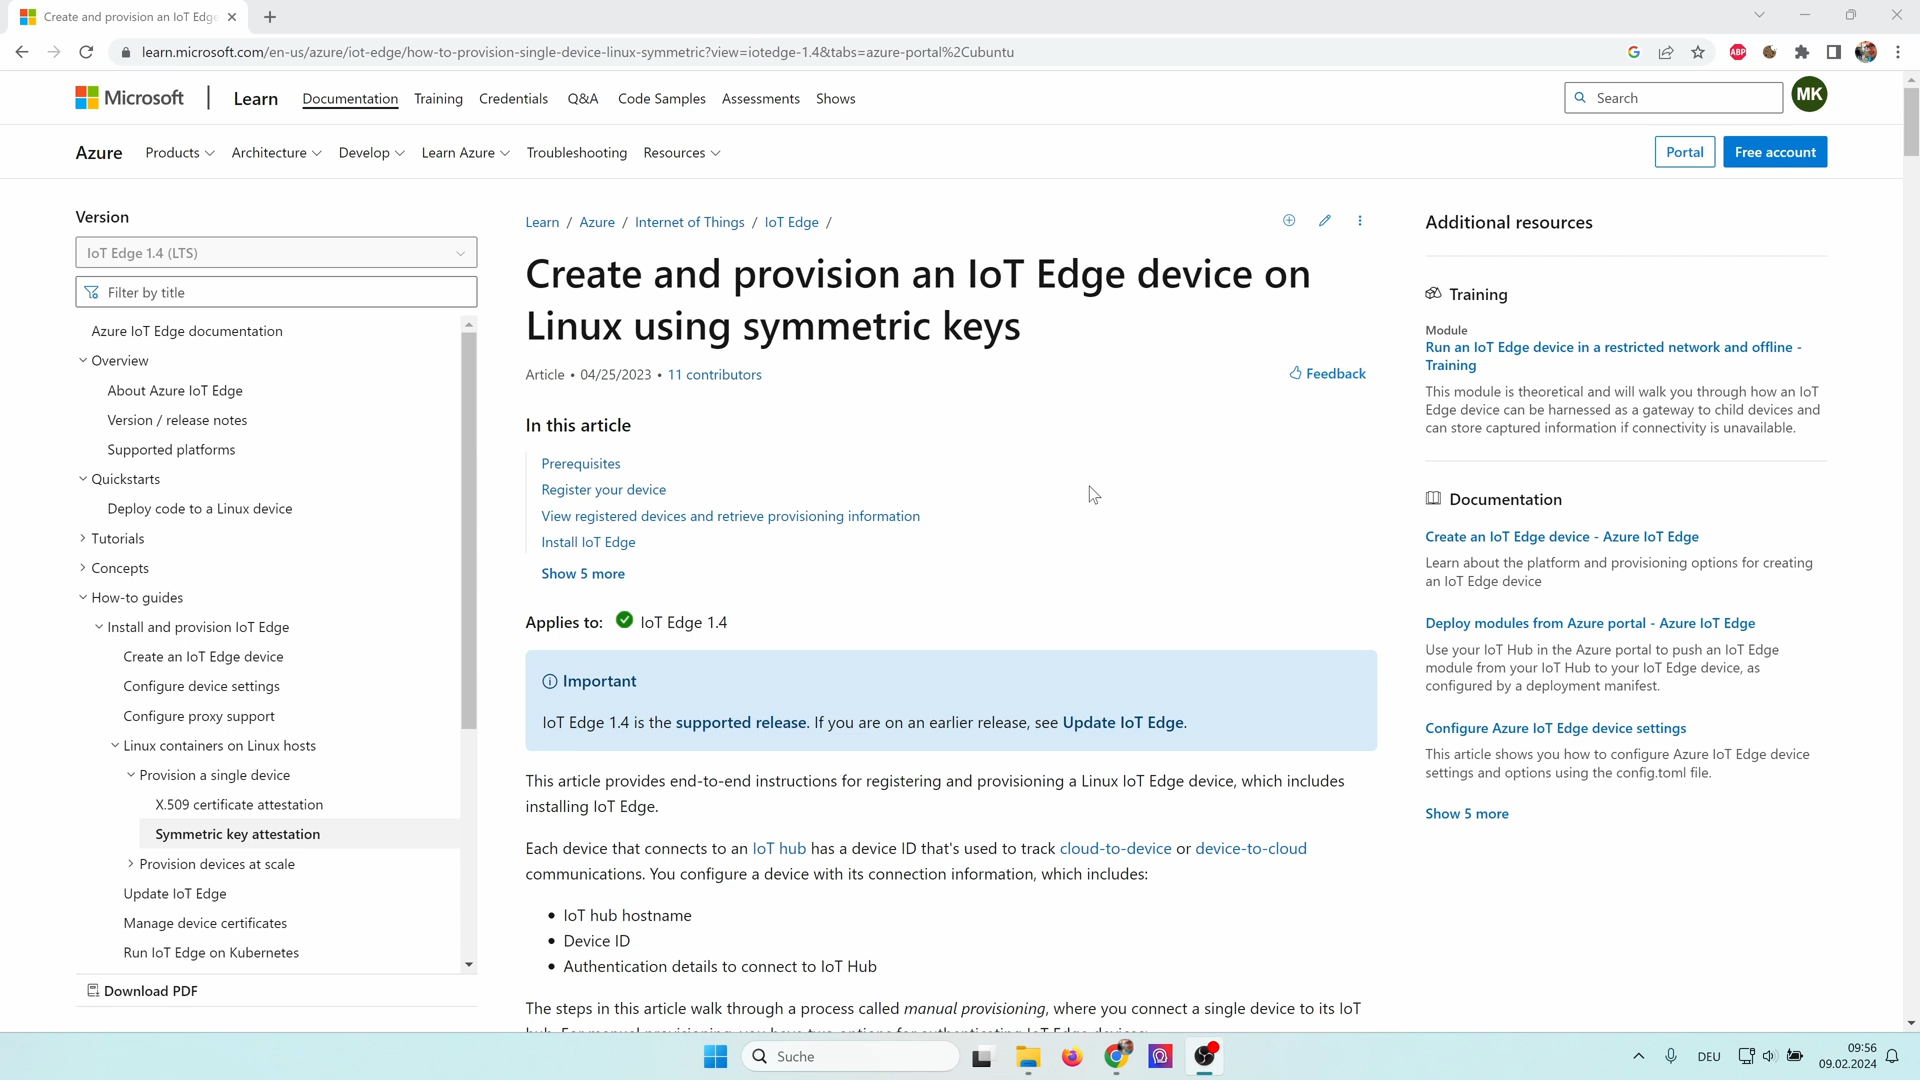 Create and provision an IoT Edge
learn.microsoft.com/en-us/azure/iot-edge/how-to-provision-single-device-linux-symmetric?view=iotedge-1.4&tabs=azure-portal%2Cubuntu
ABP
Microsoft
Learn
Documentation
Training
Credentials
Q&A
Code Samples
Assessments
Shows
Search
MK
Azure
Products
Architecture
Develop
Learn Azure
Troubleshooting
Resources
Portal
Free account
Version
IoT Edge 1.4 (LTS)
Filter by title
Azure IoT Edge documentation
Overview
About Azure IoT Edge
Version / release notes
Supported platforms
Quickstarts
Deploy code to a Linux device
Tutorials
Concepts
How-to guides
Install and provision IoT Edge
Create an IoT Edge device
Configure device settings
Configure proxy support
Linux containers on Linux hosts
Provision a single device
X.509 certificate attestation
Symmetric key attestation
Provision devices at scale
Update IoT Edge
Manage device certificates
Run IoT Edge on Kubernetes
Download PDF
Learn / Azure / Internet of Things / IoT Edge /
Create and provision an IoT Edge device on
Linux using symmetric keys
Article • 04/25/2023 • 11 contributors
Feedback
In this article
Prerequisites
Register your device
View registered devices and retrieve provisioning information
Install IoT Edge
Show 5 more
Applies to: IoT Edge 1.4
Important
IoT Edge 1.4 is the supported release. If you are on an earlier release, see Update IoT Edge.
This article provides end-to-end instructions for registering and provisioning a Linux IoT Edge device, which includes
installing IoT Edge.
Each device that connects to an IoT hub has a device ID that's used to track cloud-to-device or device-to-cloud
communications. You configure a device with its connection information, which includes:
• IoT hub hostname
• Device ID
• Authentication details to connect to IoT Hub
The steps in this article walk through a process called manual provisioning, where you connect a single device to its IoT
hub. For manual provisioning, you have two options for authenticating IoT Edge devices:
Additional resources
Training
Module
Run an IoT Edge device in a restricted network and offline -
Training
This module is theoretical and will walk you through how an IoT
Edge device can be harnessed as a gateway to child devices and
can store captured information if connectivity is unavailable.
Documentation
Create an IoT Edge device - Azure IoT Edge
Learn about the platform and provisioning options for creating
an IoT Edge device
Deploy modules from Azure portal - Azure IoT Edge
Use your IoT Hub in the Azure portal to push an IoT Edge
module from your IoT Hub to your IoT Edge device, as
configured by a deployment manifest.
Configure Azure IoT Edge device settings
This article shows you how to configure Azure IoT Edge device
settings and options using the config.toml file.
Show 5 more
Suche
DEU
09:56
09.02.2024